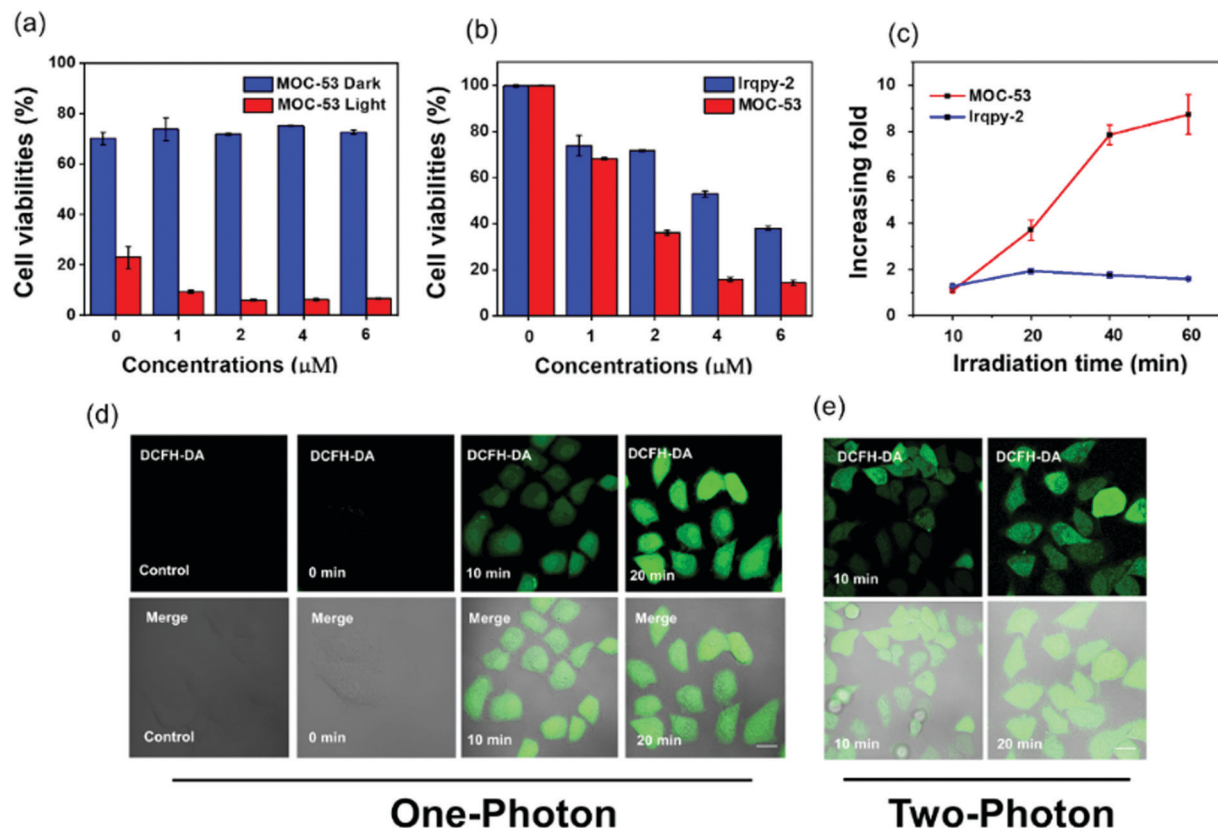 (a)
100
80
60
40
20
0
Cell viabilities (%)
MOC-53 Dark
MOC-53 Light
0 1 2 4 6
Concentrations (μM)
(b)
100
80
60
40
20
0
Cell viabilities (%)
Irqpy-2
MOC-53
0 1 2 4 6
Concentrations (μM)
(c)
10
8
6
4
2
0
Increasing fold
MOC-53
Irqpy-2
10 20 40 60
Irradiation time (min)
(d)
DCFH-DA DCFH-DA DCFH-DA DCFH-DA
Control 0 min 10 min 20 min
Merge Merge Merge Merge
Control 0 min 10 min 20 min
One-Photon
(e)
DCFH-DA DCFH-DA
10 min 20 min
10 min 20 min
Two-Photon